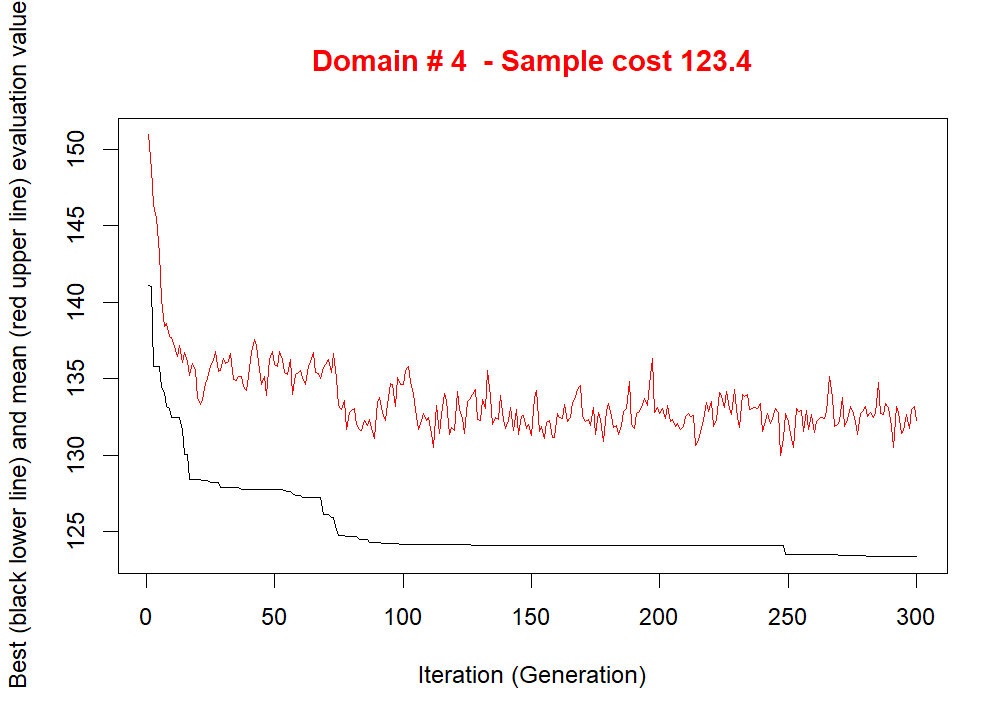 Domain # 4  - Sample cost 123.4
Best (black lower line) and mean (red upper line) evaluation value
150
145
140
135
130
125
0 50 100 150 200 250 300
Iteration (Generation)